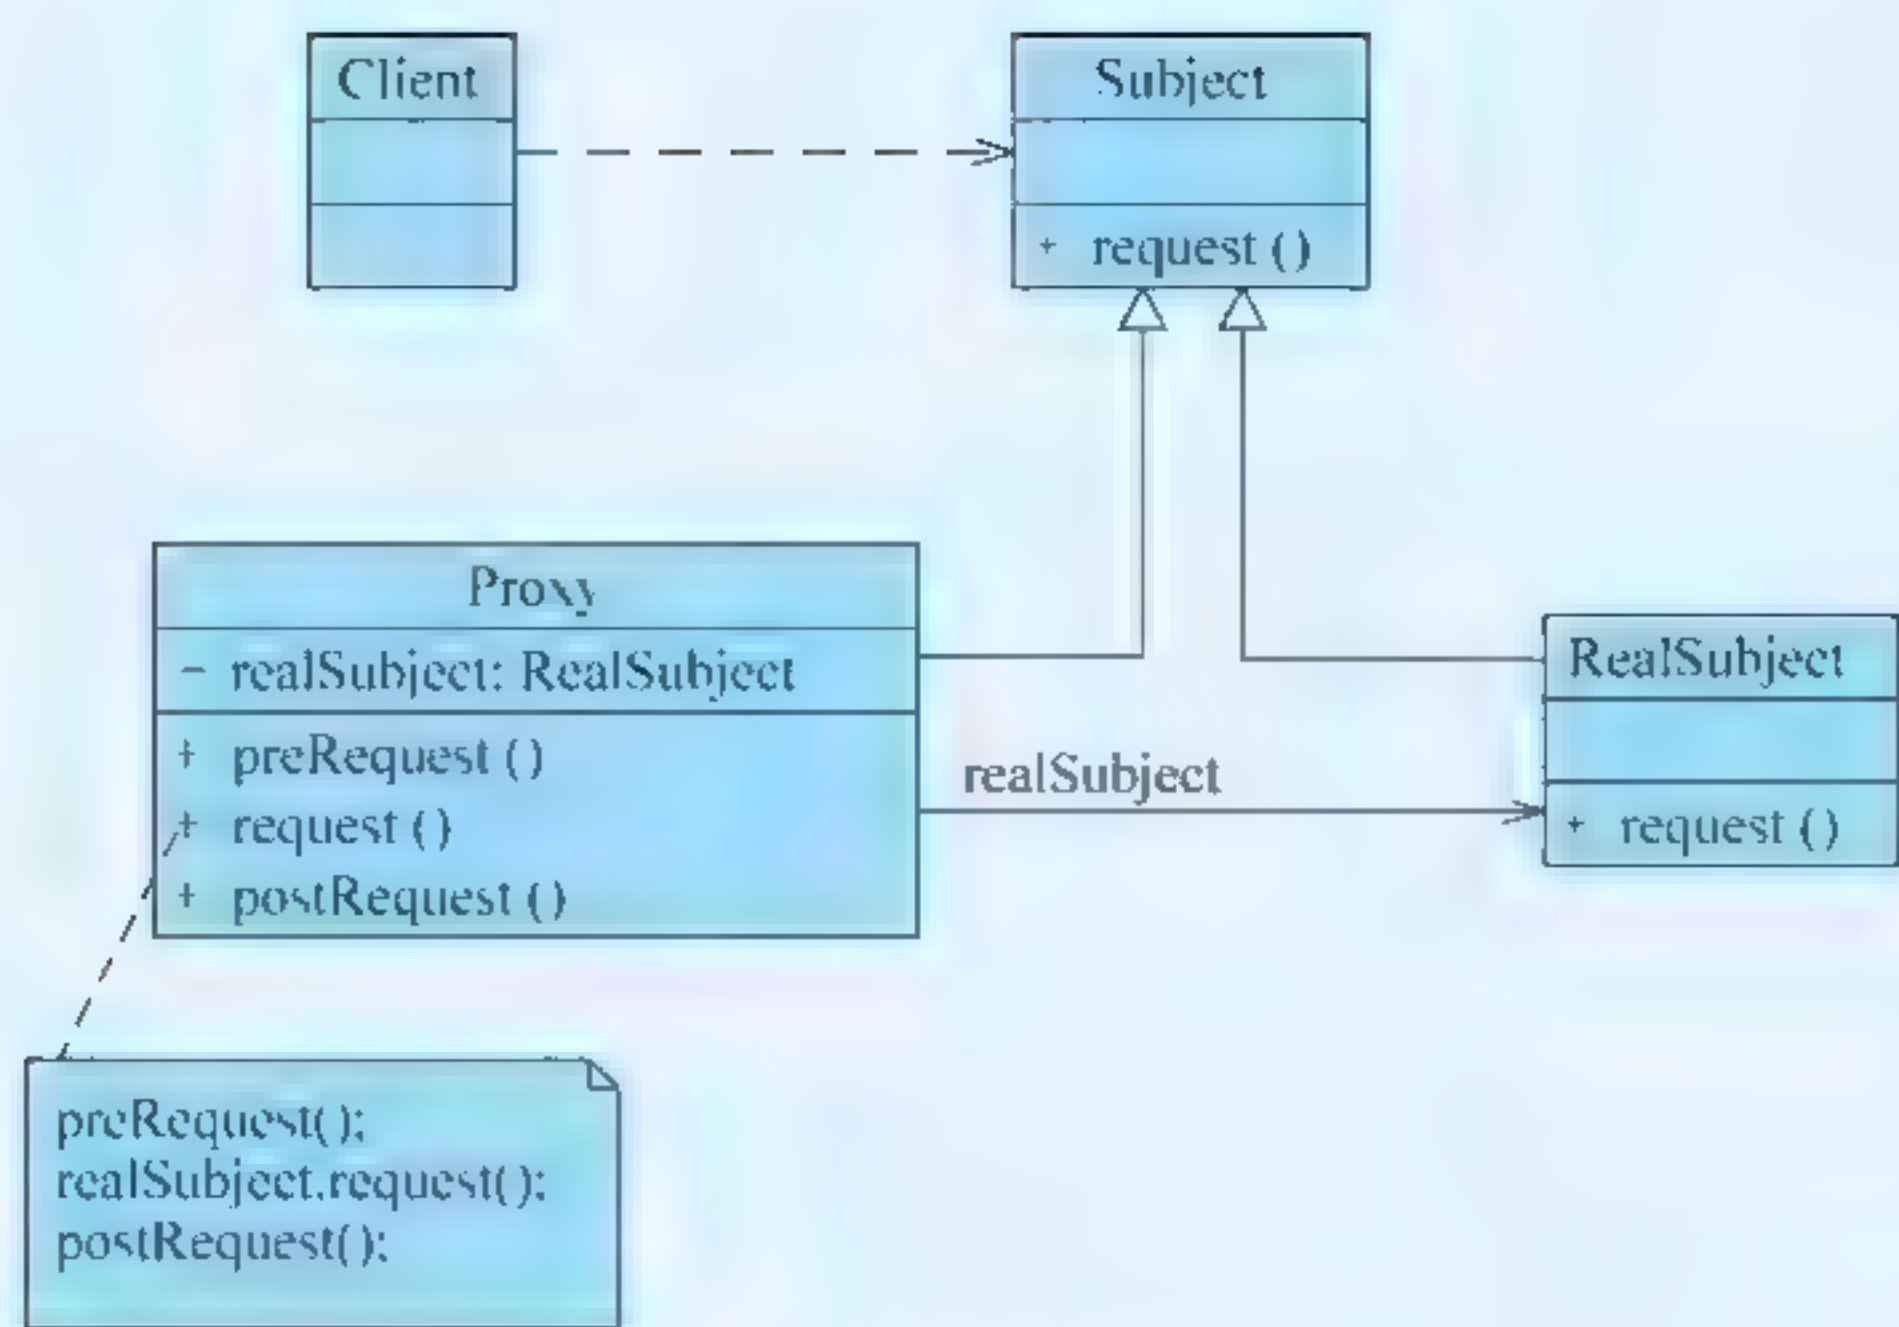 Client
Subject
+ request ()
Proxy
- realSubject: RealSubject
+ preRequest ()
+ request ()
+ postRequest ()
realSubject
RealSubject
+ request ()
preRequest();
realSubject.request();
postRequest();